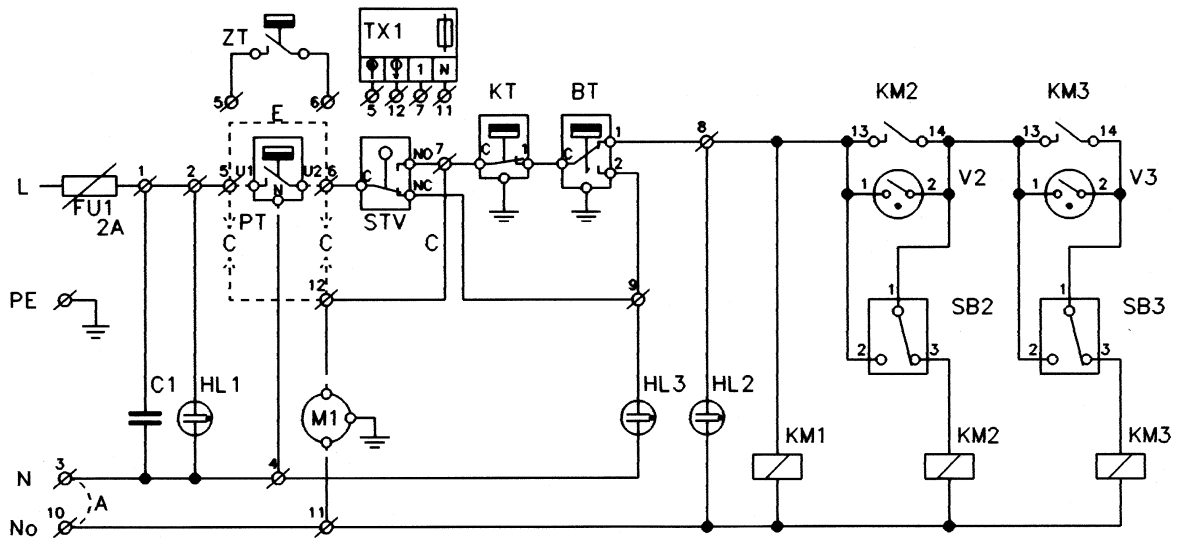 ZT
TX1
1 N
5 12 7 11
5 6
E
KT
BT
KM2
KM3
L
FU1
2A
1
2
5 U1
N
U2 6
PT
C
NO
NC
STV
7
C 1
C 1
2
8
13 14
13 14
1 2
V2
1 2
V3
C C C
PE
12
9
1
2 3
SB2
1
2 3
SB3
C1
HL1
M1
HL3
HL2
KM1
KM2
KM3
N
3
4
A
No
10
11